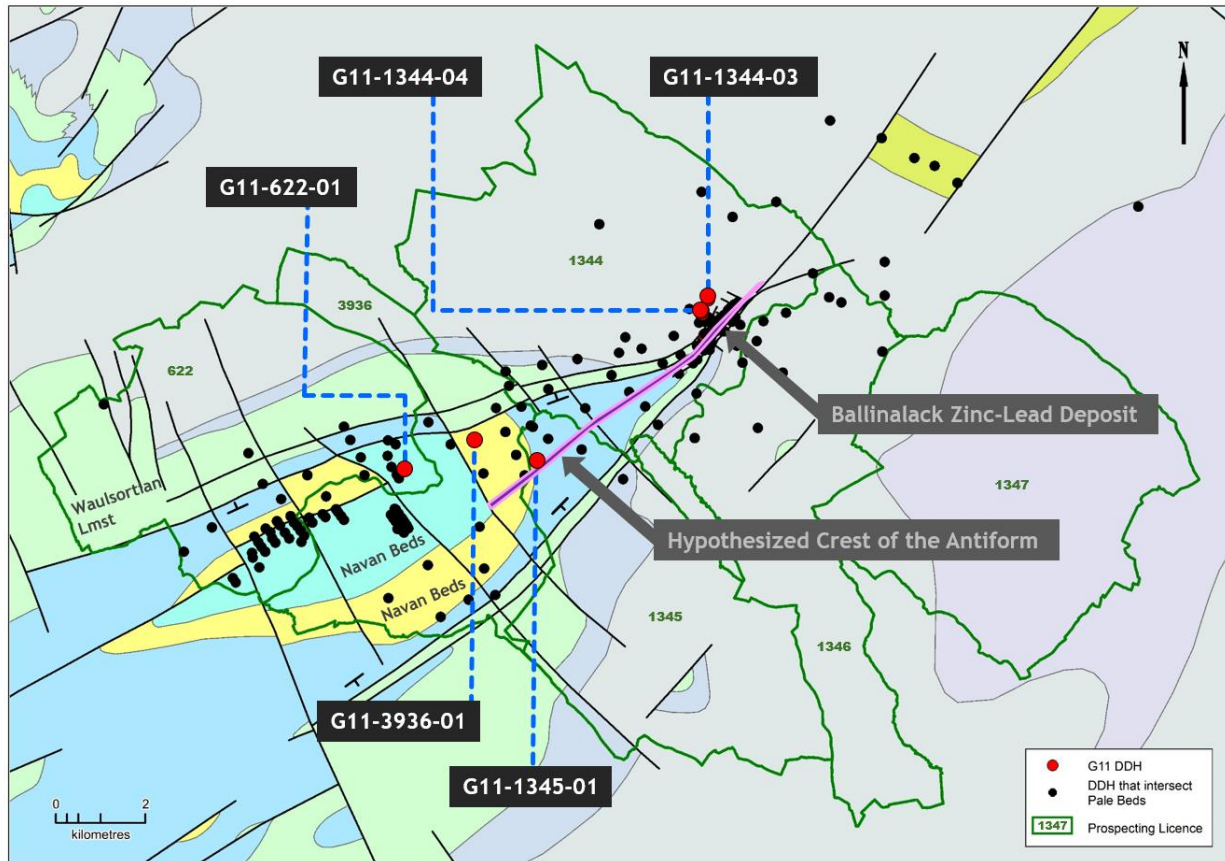 G11-1344-04
G11-1344-03
N
G11-622-01
1344
3936
622
Ballinalack Zinc-Lead Deposit
Waulsortian
Lmst
1347
Hypothesized Crest of the Antiform
Navan Beds
Navan Beds
1345
1346
G11-3936-01
G11-1345-01
G11 DDH
DDH that intersect
Pale Beds
1347 Prospecting Licence
0 2
kilometres